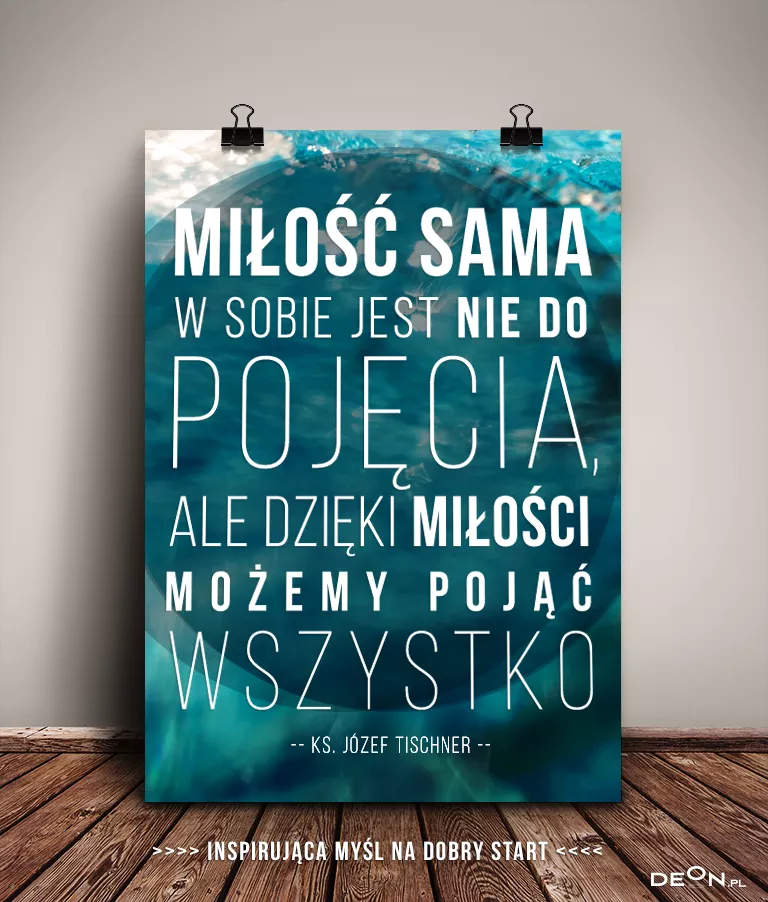 MIŁOŚĆ SAMA
W SOBIE JEST NIE DO
POJĘCIA,
ALE DZIĘKI MIŁOŚCI
MOŻEMY POJĄĆ
WSZYSTKO
-- KS. JÓZEF TISCHNER --
>>>> INSPIRUJĄCA MYŚL NA DOBRY START <<<<
DEON.PL